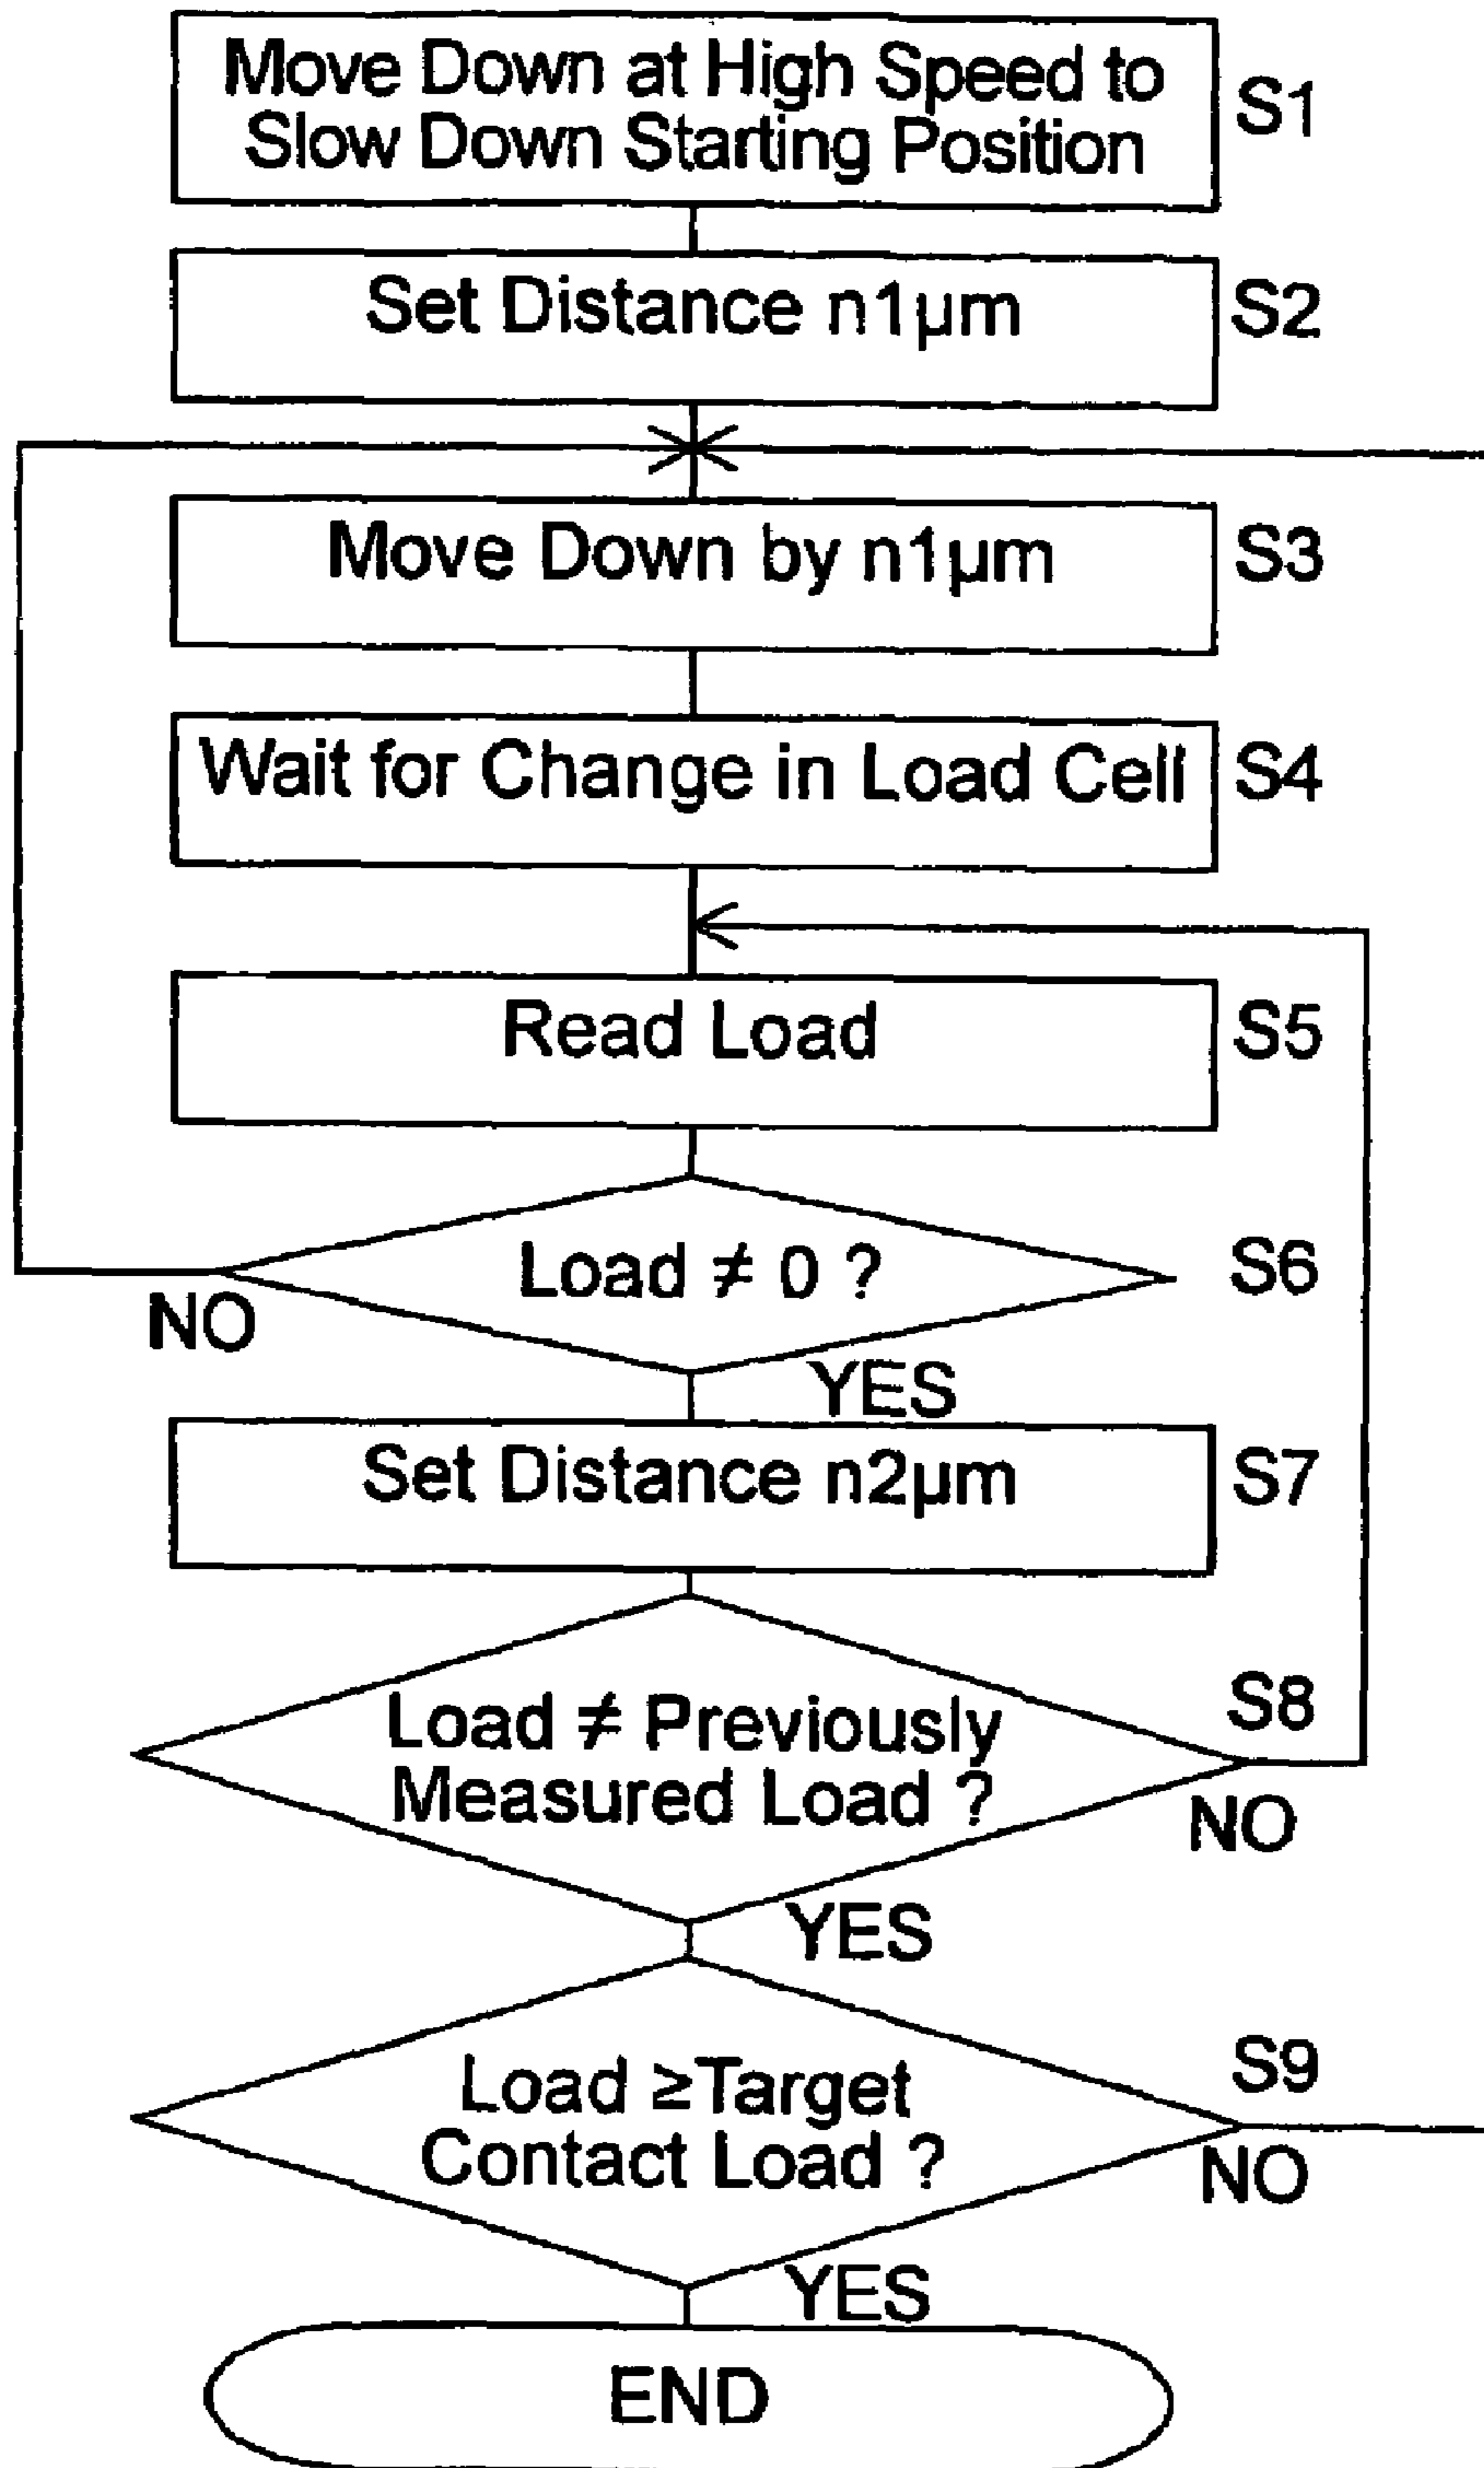 Move Down at High Speed to
Slow Down Starting Position
S1
Set Distance n1µm
S2
Move Down by n1µm
S3
Wait for Change in Load Cell
S4
Read Load
S5
Load ≠ 0 ?
S6
NO
YES
Set Distance n2µm
S7
Load ≠ Previously
Measured Load ?
S8
NO
YES
Load ≥Target
Contact Load ?
S9
NO
YES
END